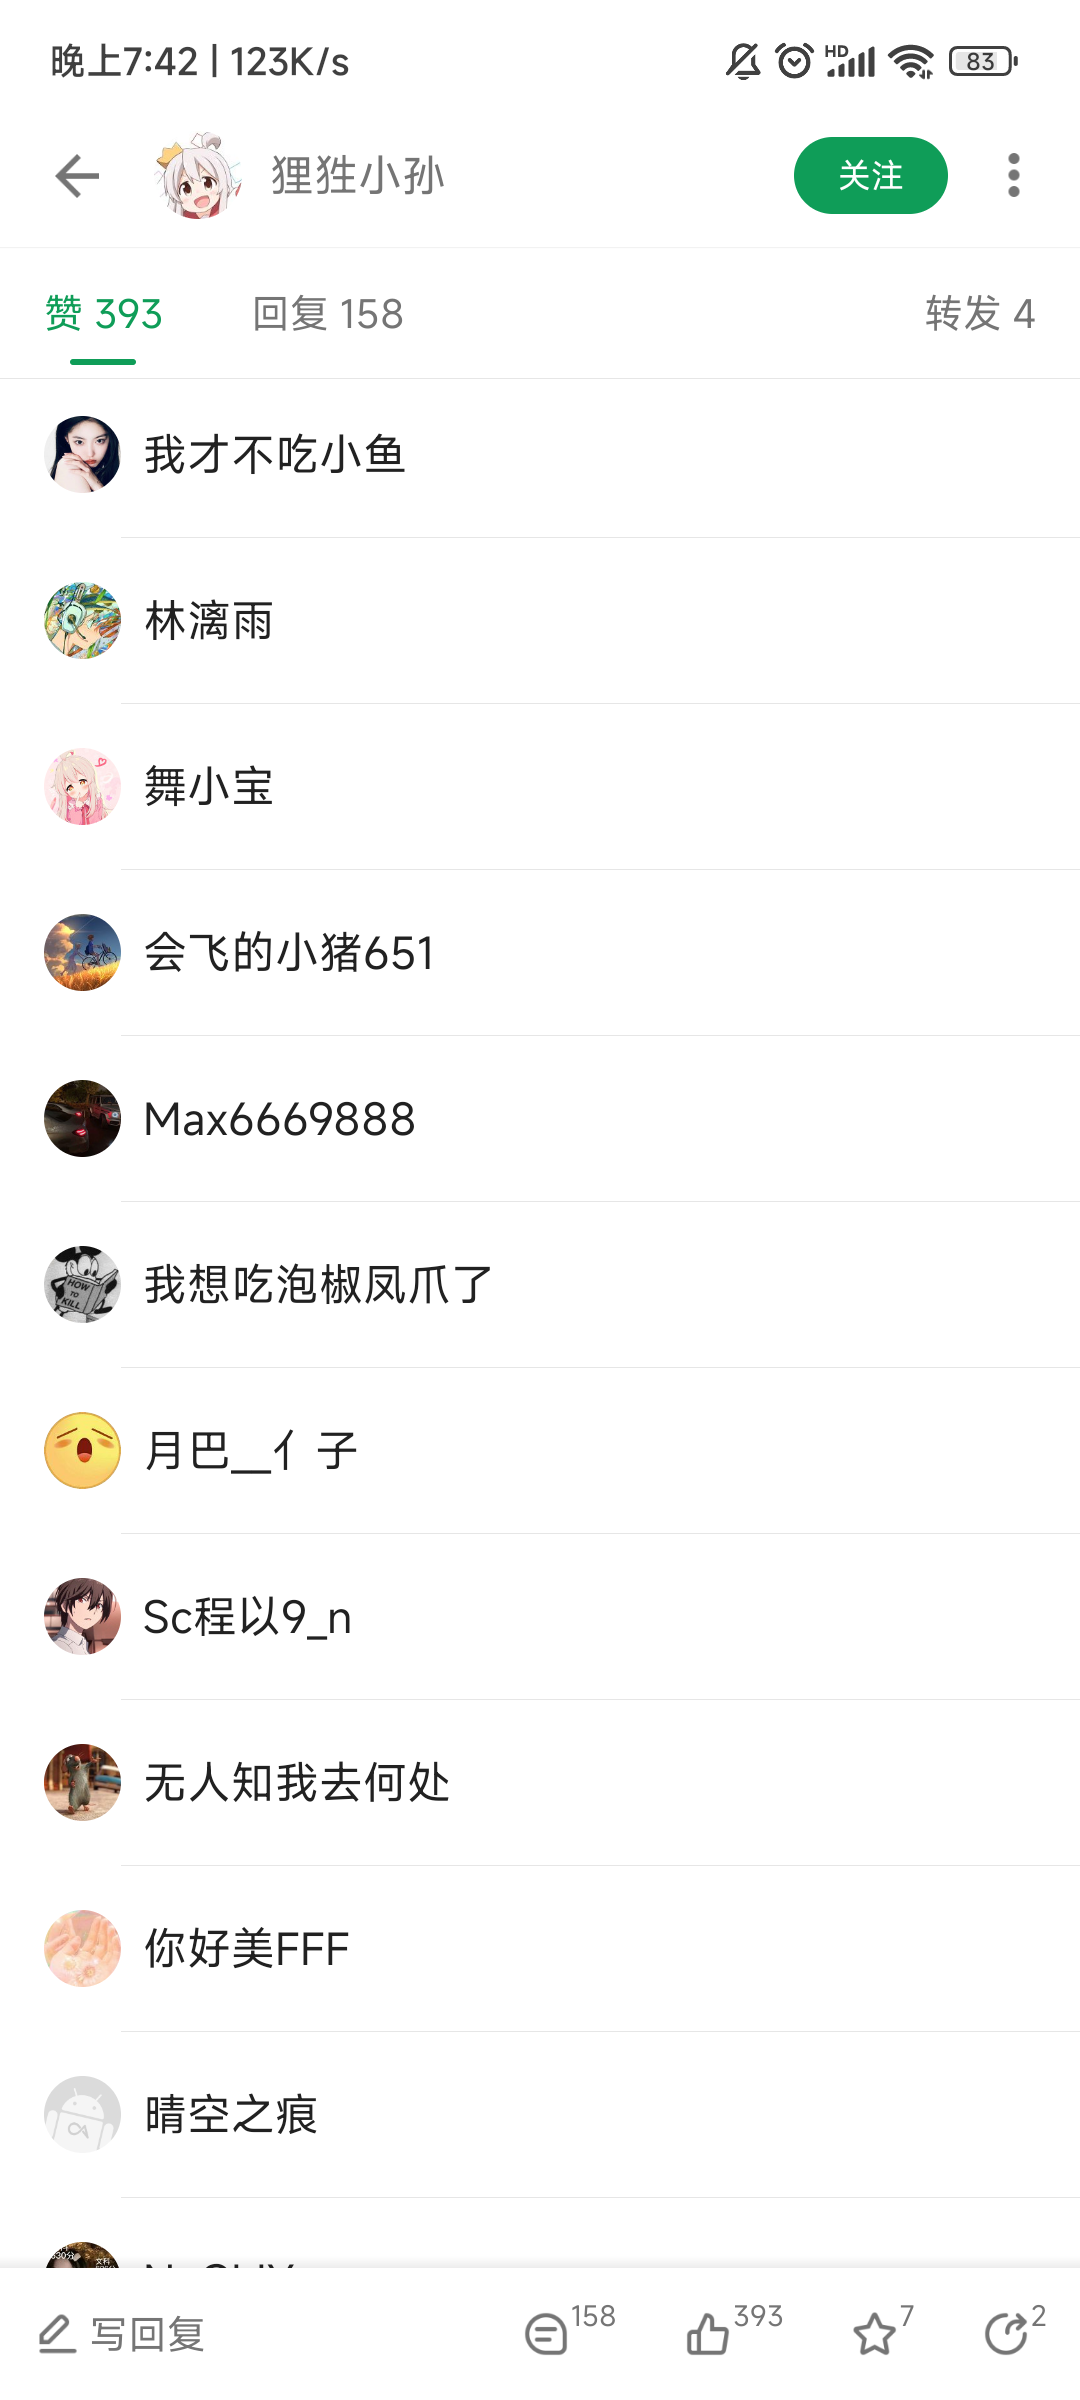 晚上7:42 | 123K/s
HD
83
狸狌小孙
关注
赞 393
回复 158
转发 4
我才不吃小鱼
林漓雨
舞小宝
会飞的小猪651
Max6669888
我想吃泡椒凤爪了
HOW
TO
KILL
月巴__亻子
Sc程以9_n
无人知我去何处
你好美FFF
晴空之痕
写回复
158
393
7
2